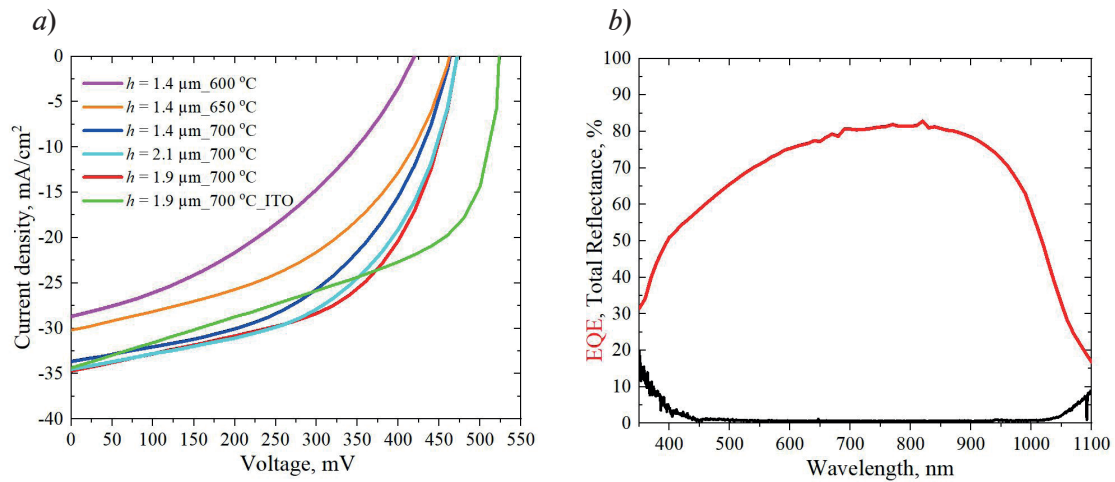 a)
0
-5
-10
-15
-20
-25
-30
-35
-40
Current density, mA/cm²
h = 1.4 µm_600 °C
h = 1.4 µm_650 °C
h = 1.4 µm_700 °C
h = 2.1 µm_700 °C
h = 1.9 µm_700 °C
h = 1.9 µm_700 °C_ITO
0 50 100 150 200 250 300 350 400 450 500 550
Voltage, mV
b)
100
90
80
70
60
50
40
30
20
10
0
EQE, Total Reflectance, %
400 500 600 700 800 900 1000 1100
Wavelength, nm